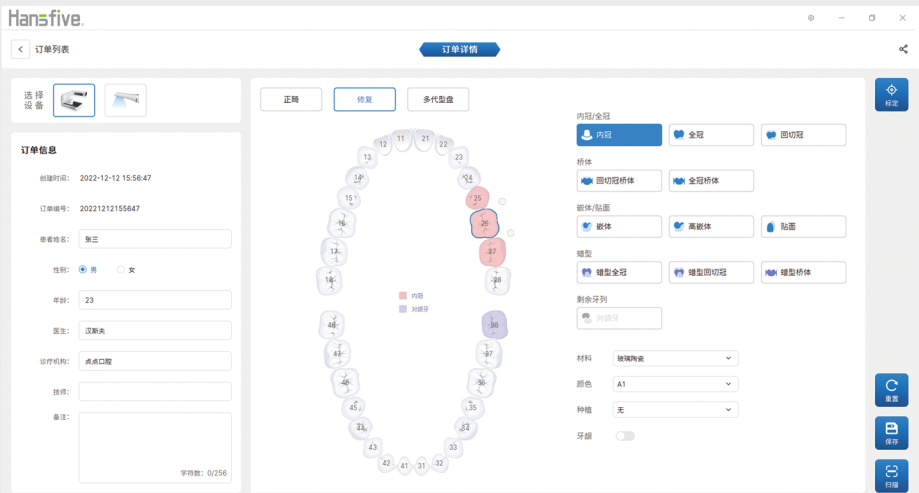 Hansfive.
订单列表
订单详情
选择设备
正畸
修复
多代型盘
标定
订单信息
创建时间: 2022-12-12 15:56:47
订单编号: 20221212155647
患者姓名: 张三
性别: 男 女
年龄: 23
医生: 汉斯夫
诊疗机构: 点点口腔
技师:
备注:
字符数: 0/256
11 21
12 22
13 23
14 24
15 25
16 26
17 27
18 28
内冠
对颌牙
48 38
47 37
46 36
45 35
44 34
43 33
42 41 31 32
内冠/全冠
内冠 全冠 回切冠
桥体
回切冠桥体 全冠桥体
嵌体/贴面
嵌体 高嵌体 贴面
蜡型
蜡型全冠 蜡型回切冠 蜡型桥体
剩余牙列
对颌牙
材料 玻璃陶瓷
颜色 A1
种植 无
牙龈
重置
保存
扫描